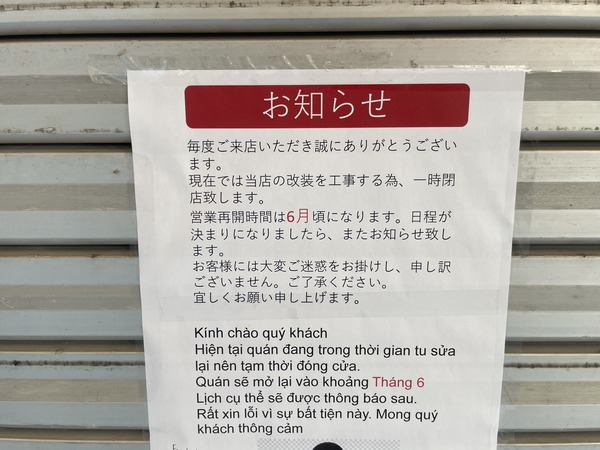 お知らせ
毎度ご来店いただき誠にありがとうござい
ます。
現在では当店の改装を工事する為、一時閉
店致します。
営業再開時間は6月頃になります。日程が
決まりになりましたら、またお知らせ致し
ます。
お客様には大変ご迷惑をお掛けし、申し訳
ございません。ご了承ください。
宜しくお願い申し上げます。
Kính chào quý khách
Hiện tại quán đang trong thời gian tu sửa
lại nên tạm thời đóng cửa.
Quán sẽ mở lại vào khoảng Tháng 6
Lịch cụ thể sẽ được thông báo sau.
Rất xin lỗi vì sự bất tiện này. Mong quý
khách thông cảm